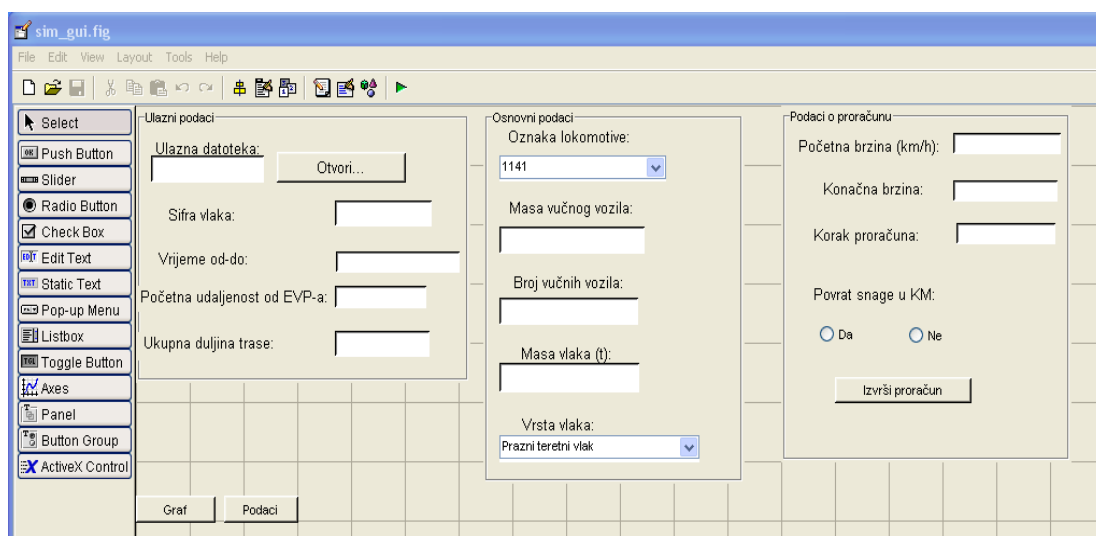 sim_gui.fig
File Edit View Layout Tools Help
Select
OK Push Button
Slider
Radio Button
Check Box
EDIT Edit Text
TXT Static Text
Pop-up Menu
Listbox
TGL Toggle Button
Axes
Panel
Button Group
ActiveX Control
Ulazni podaci
Ulazna datoteka:
Otvori...
Sifra vlaka:
Vrijeme od-do:
Početna udaljenost od EVP-a:
Ukupna duljina trase:
Graf
Podaci
Osnovni podaci
Oznaka lokomotive:
1141
Masa vučnog vozila:
Broj vučnih vozila:
Masa vlaka (t):
Vrsta vlaka:
Prazni teretni vlak
Podaci o proračunu
Početna brzina (km/h):
Konačna brzina:
Korak proračuna:
Povrat snage u KM:
Da
Ne
Izvrši proračun